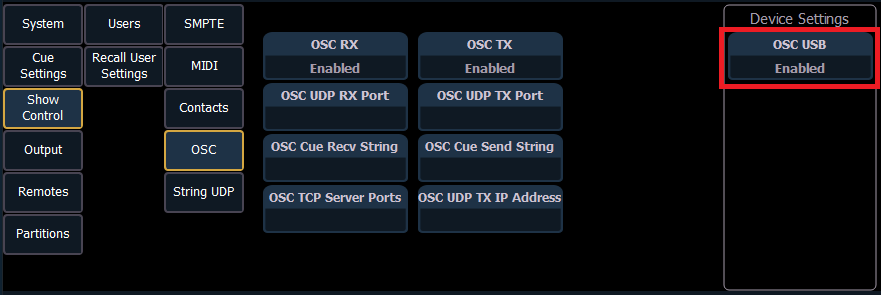 System
Users
SMPTE
Cue
Settings
Recall User
Settings
MIDI
Show
Control
Contacts
Output
OSC
Remotes
String UDP
Partitions
OSC RX
Enabled
OSC TX
Enabled
OSC UDP RX Port
OSC UDP TX Port
OSC Cue Recv String
OSC Cue Send String
OSC TCP Server Ports
OSC UDP TX IP Address
Device Settings
OSC USB
Enabled